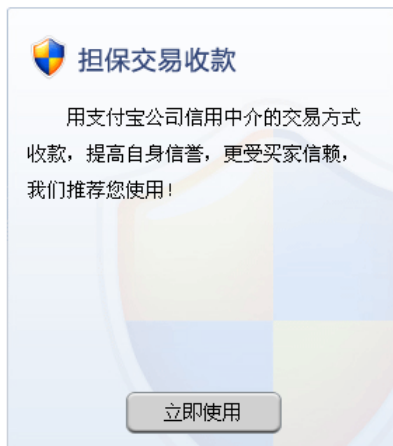 担保交易收款
用支付宝公司信用中介的交易方式
收款，提高自身信誉，更受买家信赖，
我们推荐您使用！
立即使用